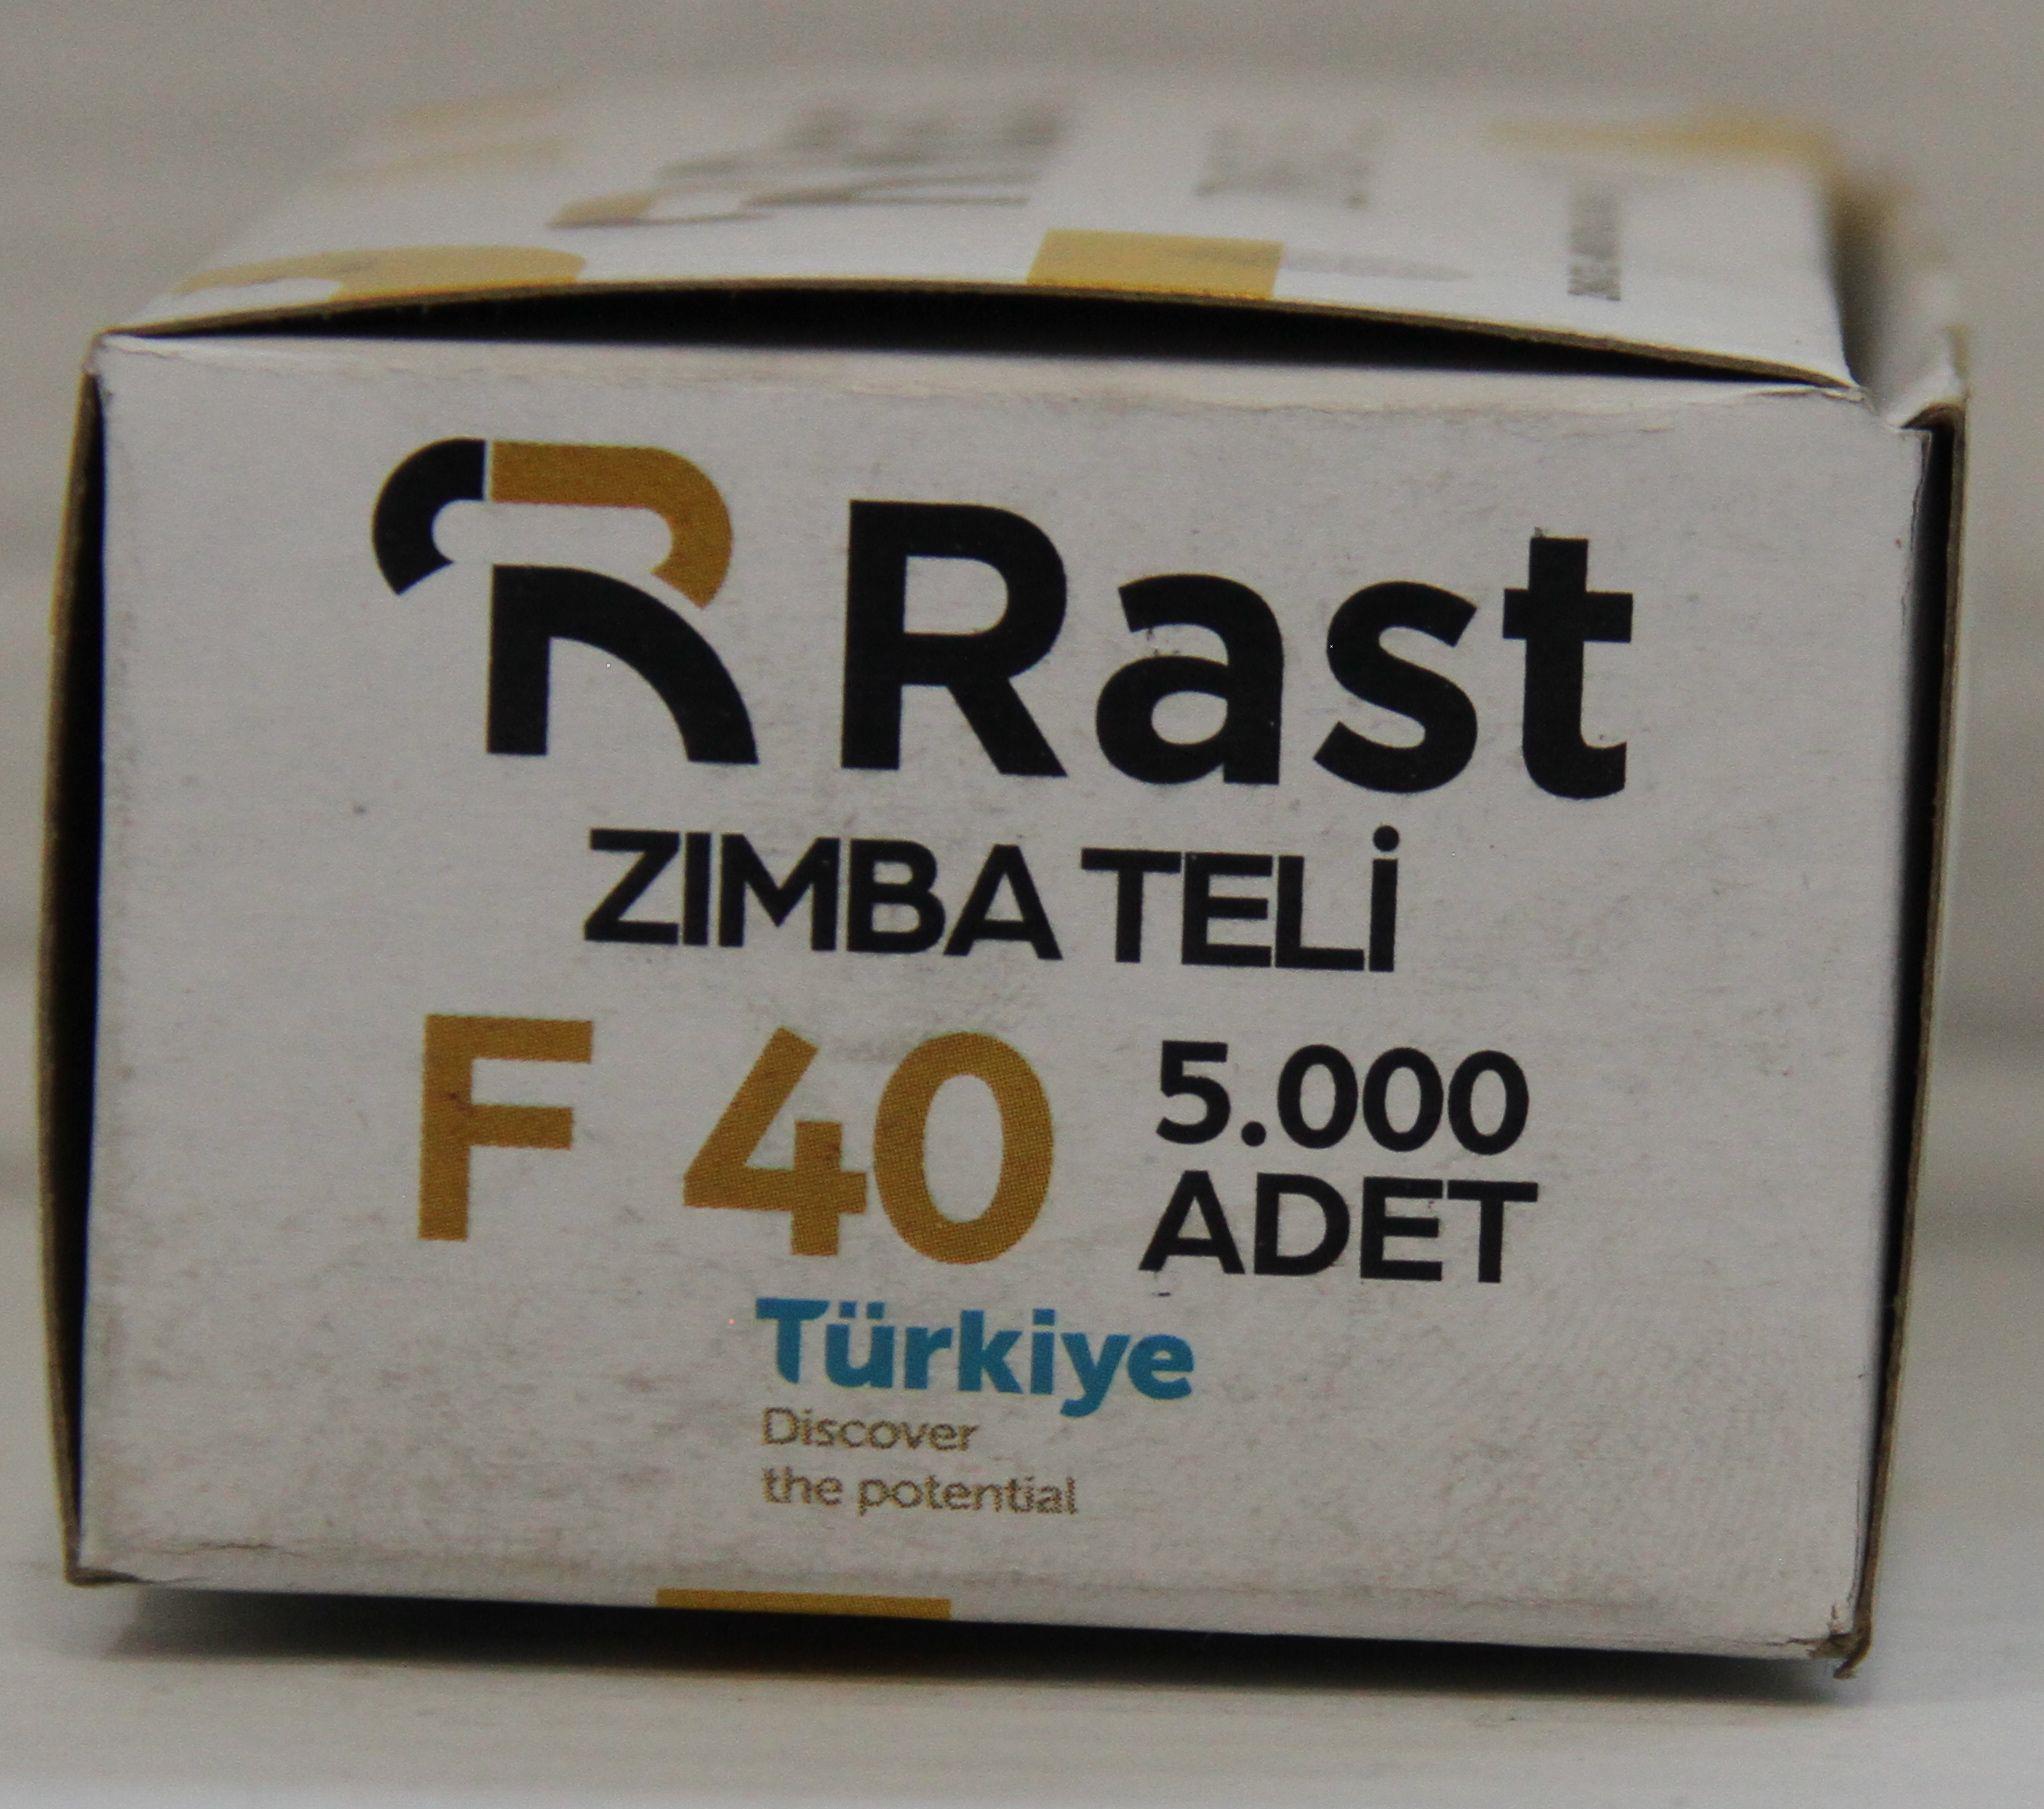 Rast
ZIMBA TELİ
F 40
5.000
ADET
Türkiye
Discover
the potential